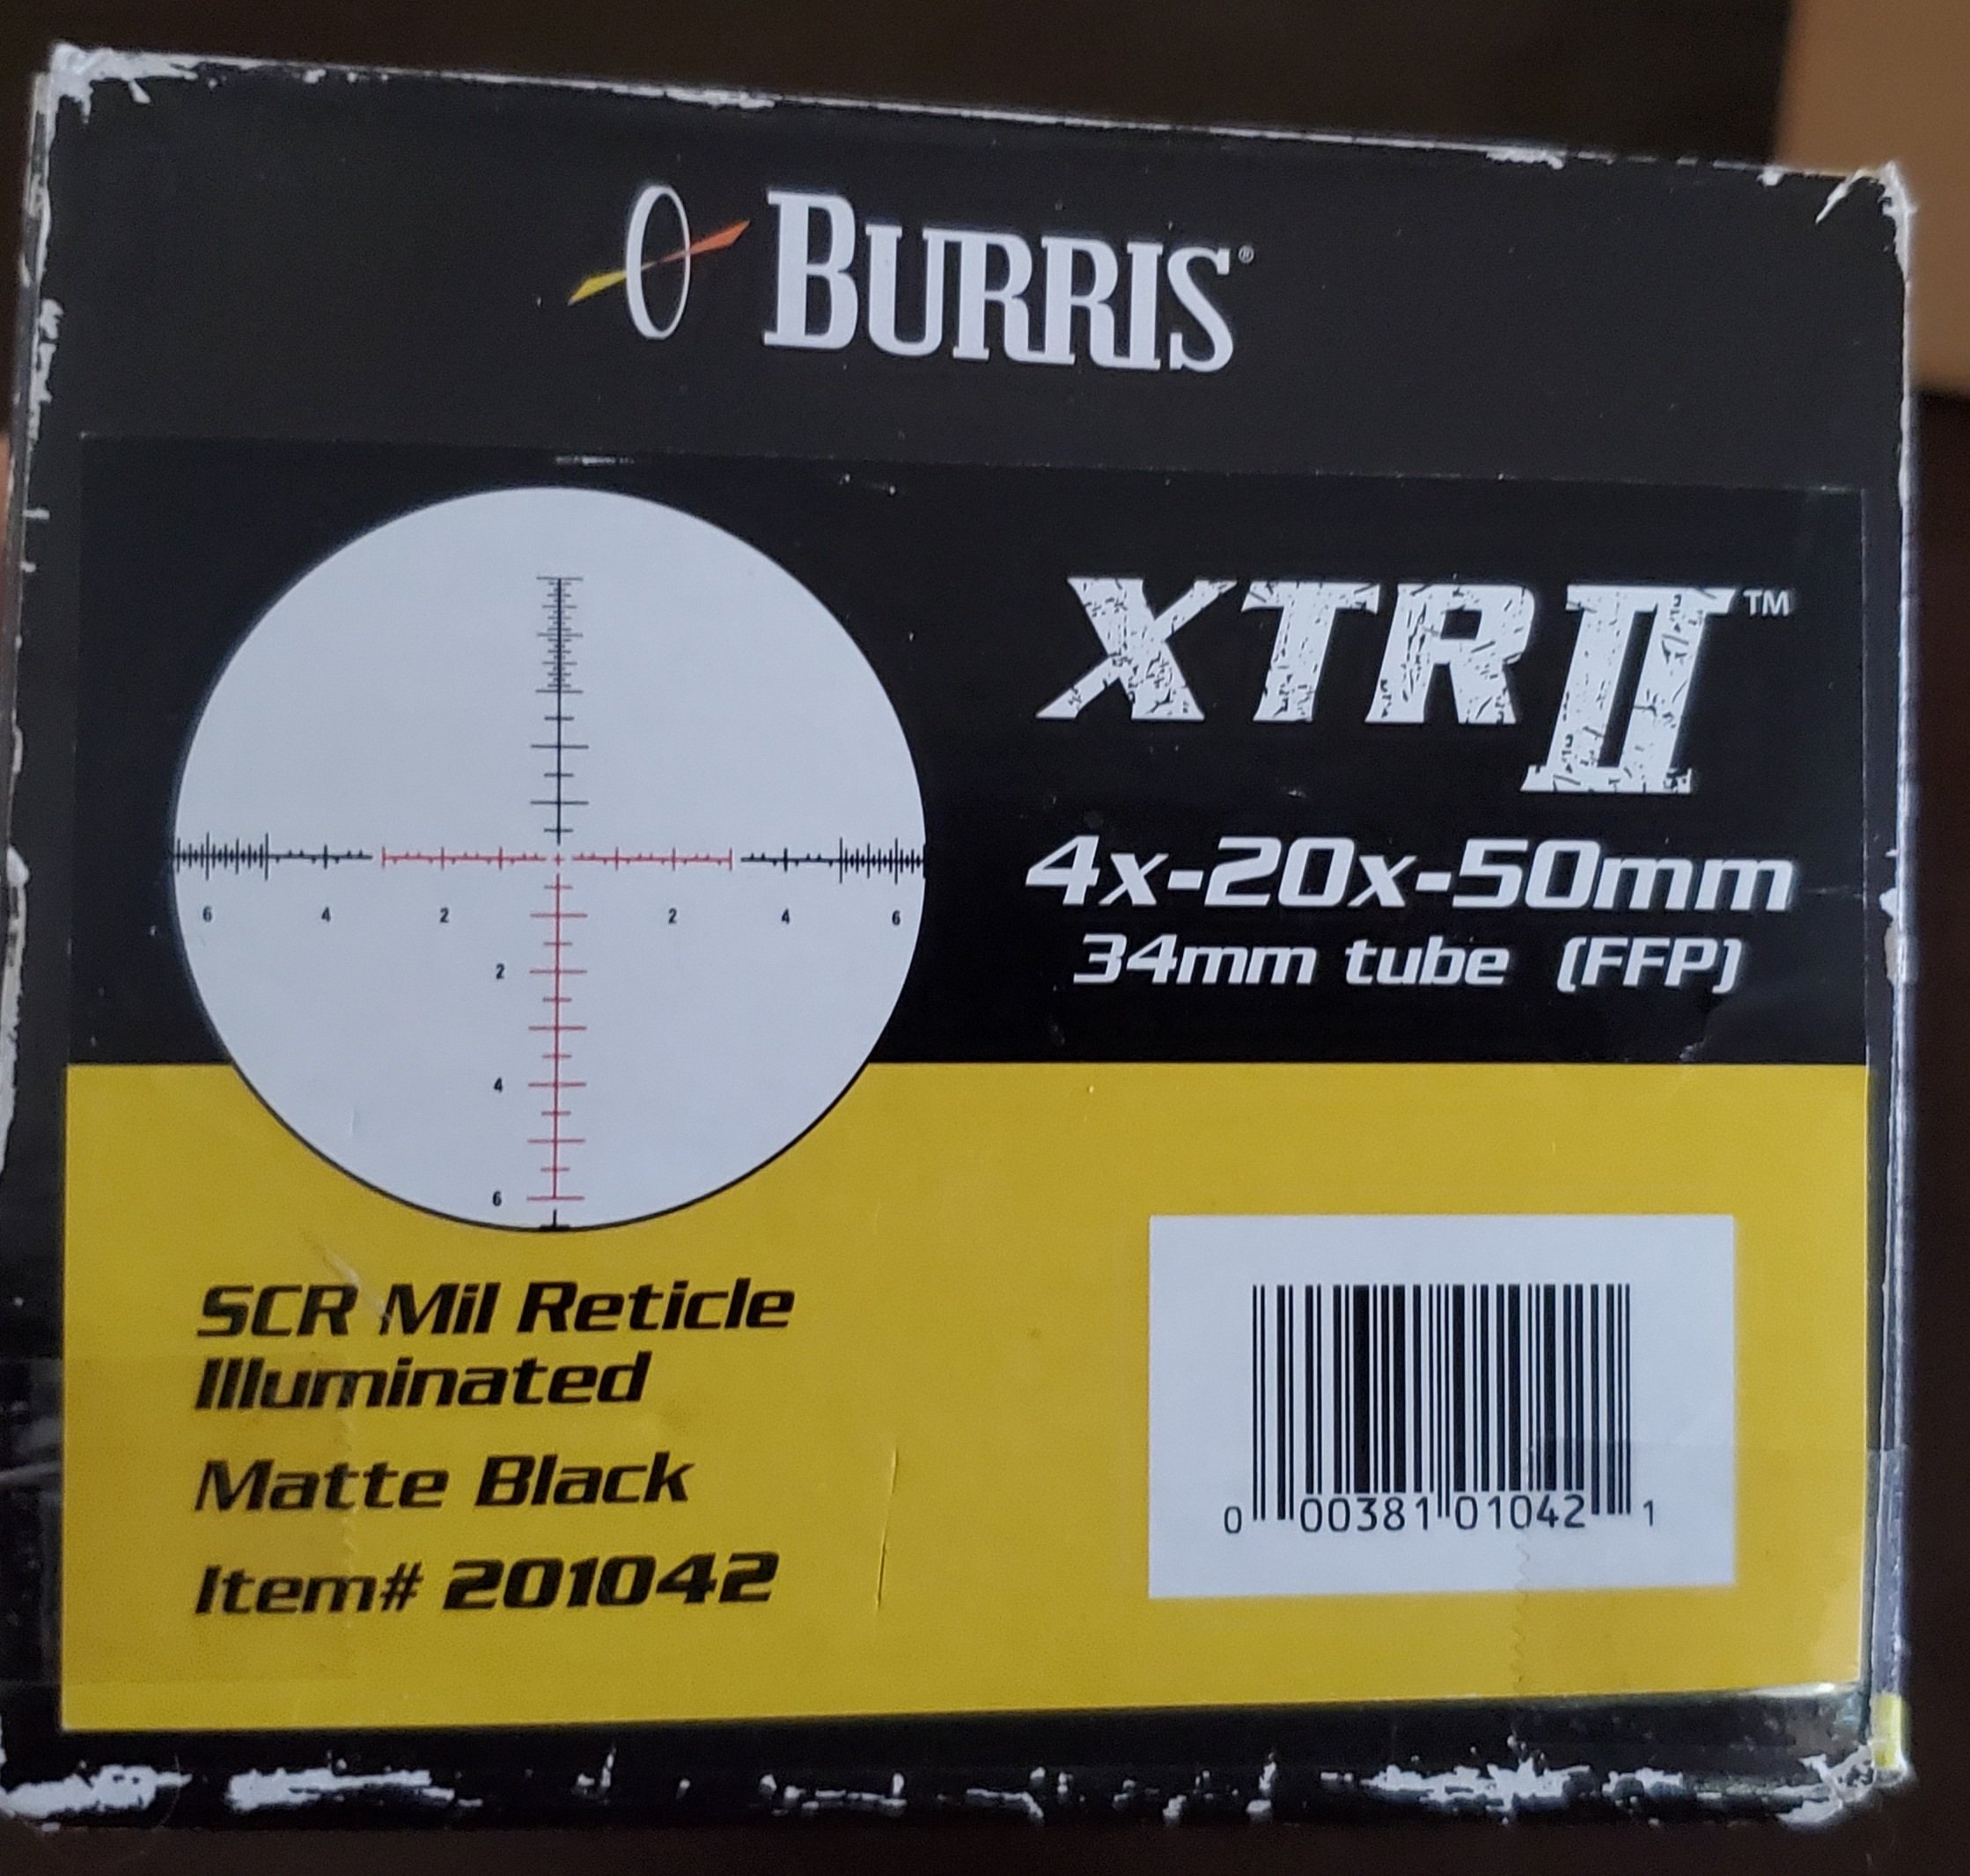 BURRIS®
XTR II™
4x-20x-50mm
34mm tube (FFP)
6 4 2 2 4 6
2
4
6
SCR Mil Reticle
Illuminated
Matte Black
Item# 201042
0 00381 01042 1